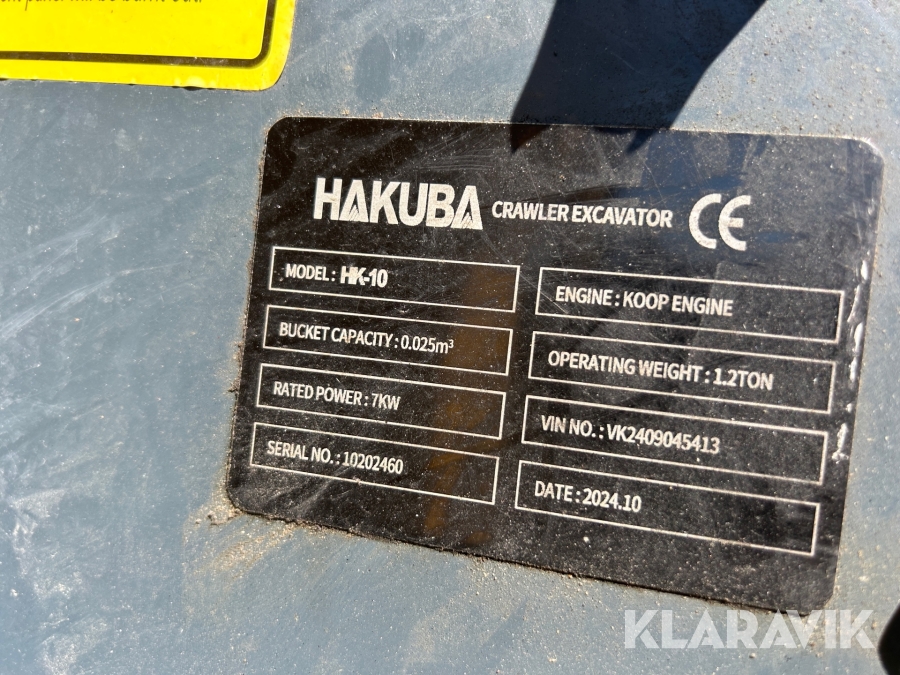 HAKUBA CRAWLER EXCAVATOR CE
MODEL : HK-10
BUCKET CAPACITY : 0.025m³
RATED POWER : 7KW
SERIAL NO. : 10202460
ENGINE : KOOP ENGINE
OPERATING WEIGHT : 1.2TON
VIN NO. : VK2409045413
DATE : 2024.10
KLARAVIK